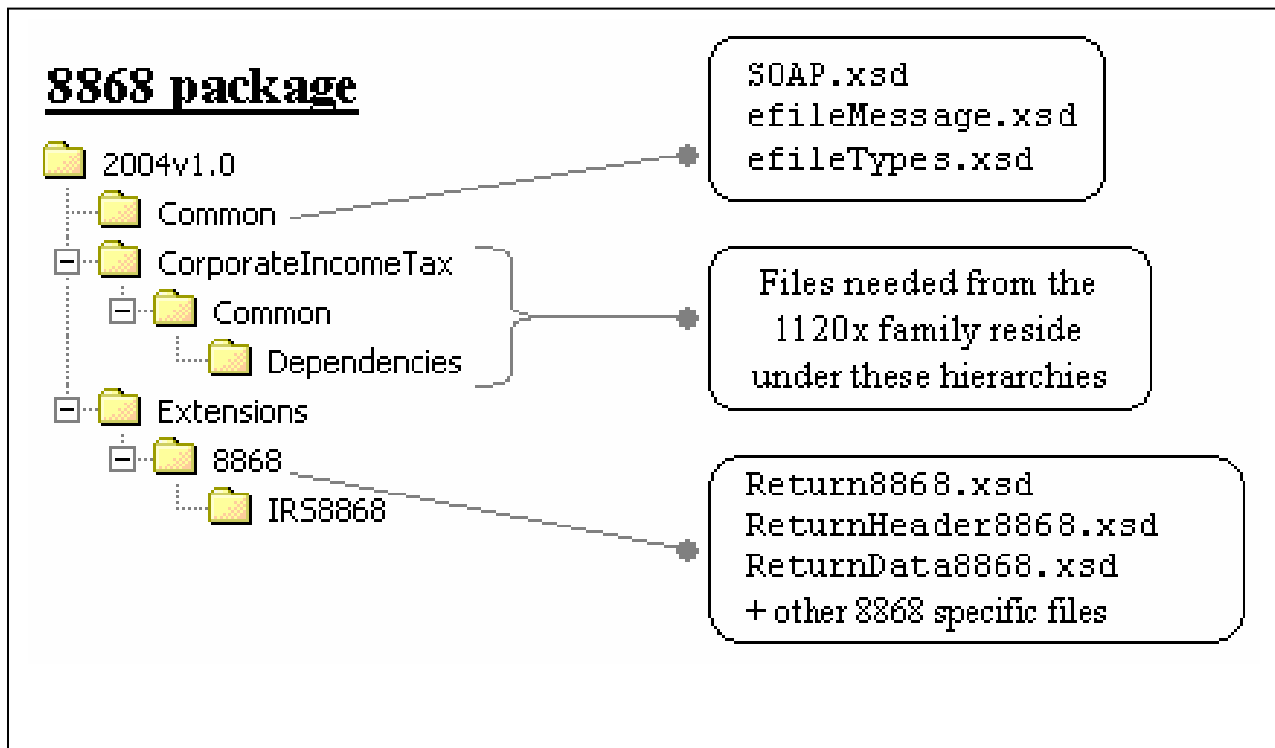 8868 package
2004v1.0
Common
CorporateIncomeTax
Common
Dependencies
Extensions
8868
IRS8868
SOAP.xsd
efileMessage.xsd
efileTypes.xsd
Files needed from the
1120x family reside
under these hierarchies
Return8868.xsd
ReturnHeader8868.xsd
ReturnData8868.xsd
+ other 8868 specific files